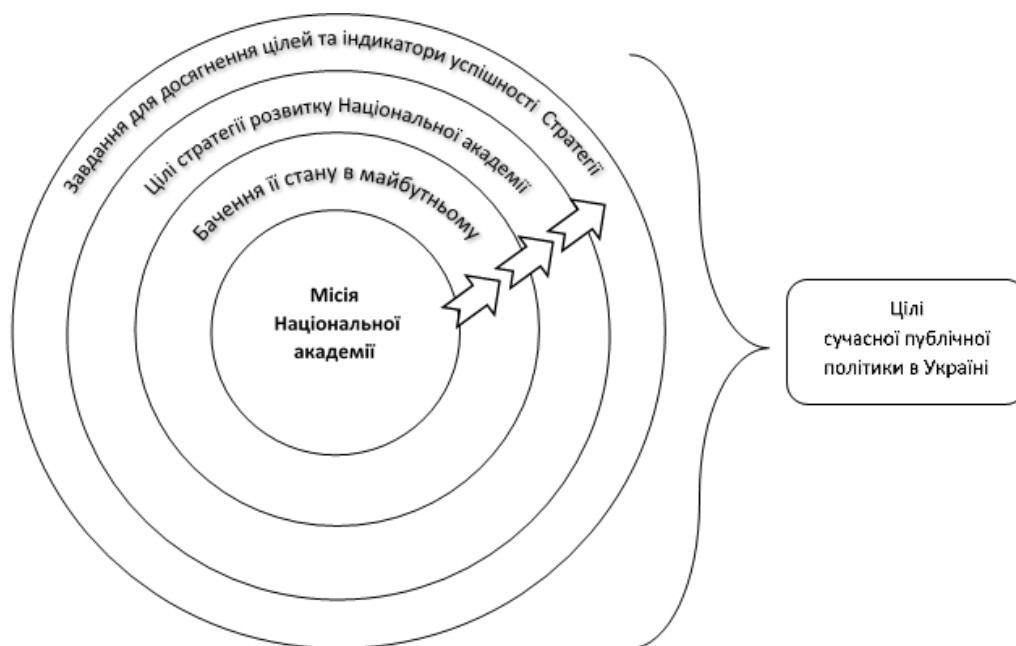 Завдання для досягнення цілей та індикатори успішності Стратегії
Цілі стратегії розвитку Національної академії
Бачення її стану в майбутньому
Місія
Національної
академії
Цілі
сучасної публічної
політики в Україні